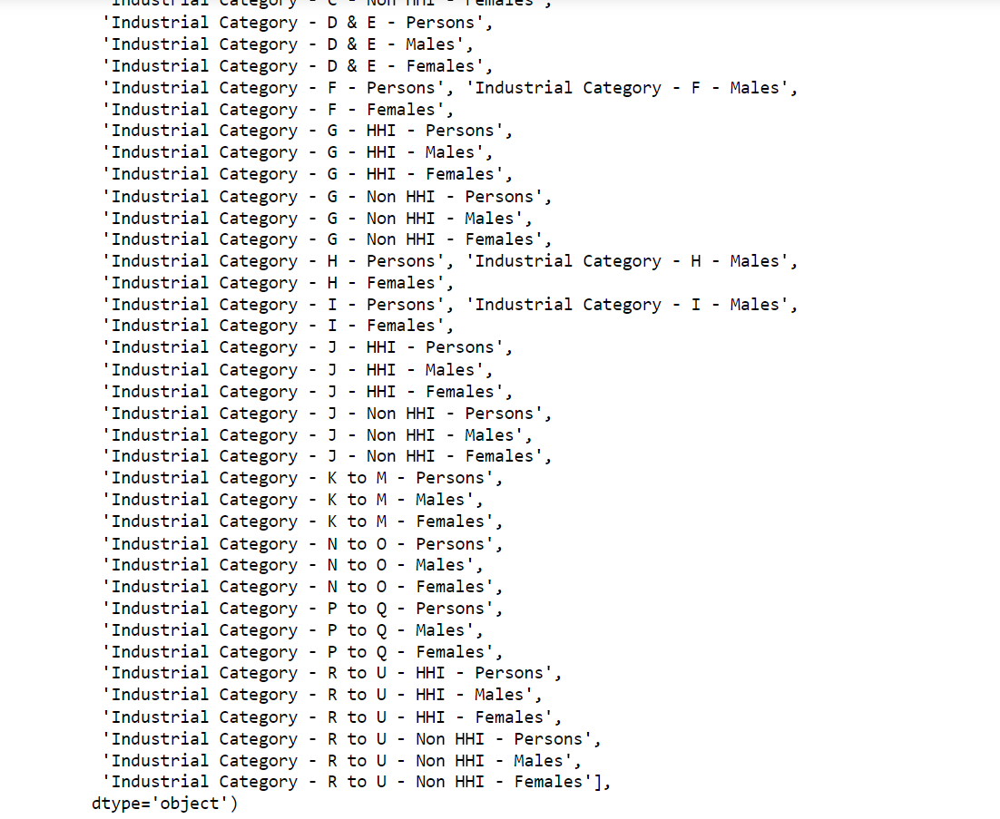 'Industrial Category - C - Non HHI - Females',
'Industrial Category - D & E - Persons',
'Industrial Category - D & E - Males',
'Industrial Category - D & E - Females',
'Industrial Category - F - Persons', 'Industrial Category - F - Males',
'Industrial Category - F - Females',
'Industrial Category - G - HHI - Persons',
'Industrial Category - G - HHI - Males',
'Industrial Category - G - HHI - Females',
'Industrial Category - G - Non HHI - Persons',
'Industrial Category - G - Non HHI - Males',
'Industrial Category - G - Non HHI - Females',
'Industrial Category - H - Persons', 'Industrial Category - H - Males',
'Industrial Category - H - Females',
'Industrial Category - I - Persons', 'Industrial Category - I - Males',
'Industrial Category - I - Females',
'Industrial Category - J - HHI - Persons',
'Industrial Category - J - HHI - Males',
'Industrial Category - J - HHI - Females',
'Industrial Category - J - Non HHI - Persons',
'Industrial Category - J - Non HHI - Males',
'Industrial Category - J - Non HHI - Females',
'Industrial Category - K to M - Persons',
'Industrial Category - K to M - Males',
'Industrial Category - K to M - Females',
'Industrial Category - N to O - Persons',
'Industrial Category - N to O - Males',
'Industrial Category - N to O - Females',
'Industrial Category - P to Q - Persons',
'Industrial Category - P to Q - Males',
'Industrial Category - P to Q - Females',
'Industrial Category - R to U - HHI - Persons',
'Industrial Category - R to U - HHI - Males',
'Industrial Category - R to U - HHI - Females',
'Industrial Category - R to U - Non HHI - Persons',
'Industrial Category - R to U - Non HHI - Males',
'Industrial Category - R to U - Non HHI - Females'],
dtype='object')